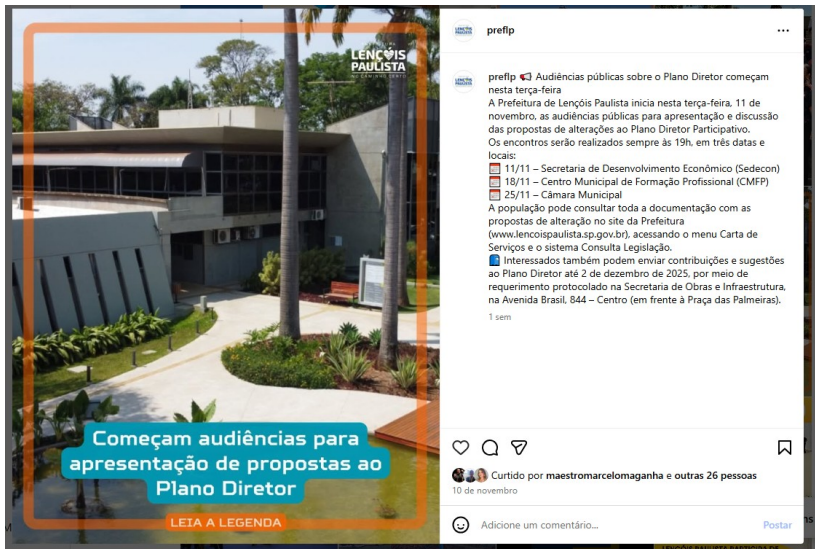 PREFEITURA
LENÇÓIS
PAULISTA
NO CAMINHO CERTO
Começam audiências para
apresentação de propostas ao
Plano Diretor
LEIA A LEGENDA
preflp
preflp 📢 Audiências públicas sobre o Plano Diretor começam
nesta terça-feira
A Prefeitura de Lençóis Paulista inicia nesta terça-feira, 11 de
novembro, as audiências públicas para apresentação e discussão
das propostas de alterações ao Plano Diretor Participativo.
Os encontros serão realizados sempre às 19h, em três datas e
locais:
📅 11/11 – Secretaria de Desenvolvimento Econômico (Sedecon)
📅 18/11 – Centro Municipal de Formação Profissional (CMFP)
📅 25/11 – Câmara Municipal
A população pode consultar toda a documentação com as
propostas de alteração no site da Prefeitura
(www.lencoispaulista.sp.gov.br), acessando o menu Carta de
Serviços e o sistema Consulta Legislação.
📘 Interessados também podem enviar contribuições e sugestões
ao Plano Diretor até 2 de dezembro de 2025, por meio de
requerimento protocolado na Secretaria de Obras e Infraestrutura,
na Avenida Brasil, 844 – Centro (em frente à Praça das Palmeiras).
1 sem
Curtido por maestromarcelomaganha e outras 26 pessoas
10 de novembro
Adicione um comentário...
Postar